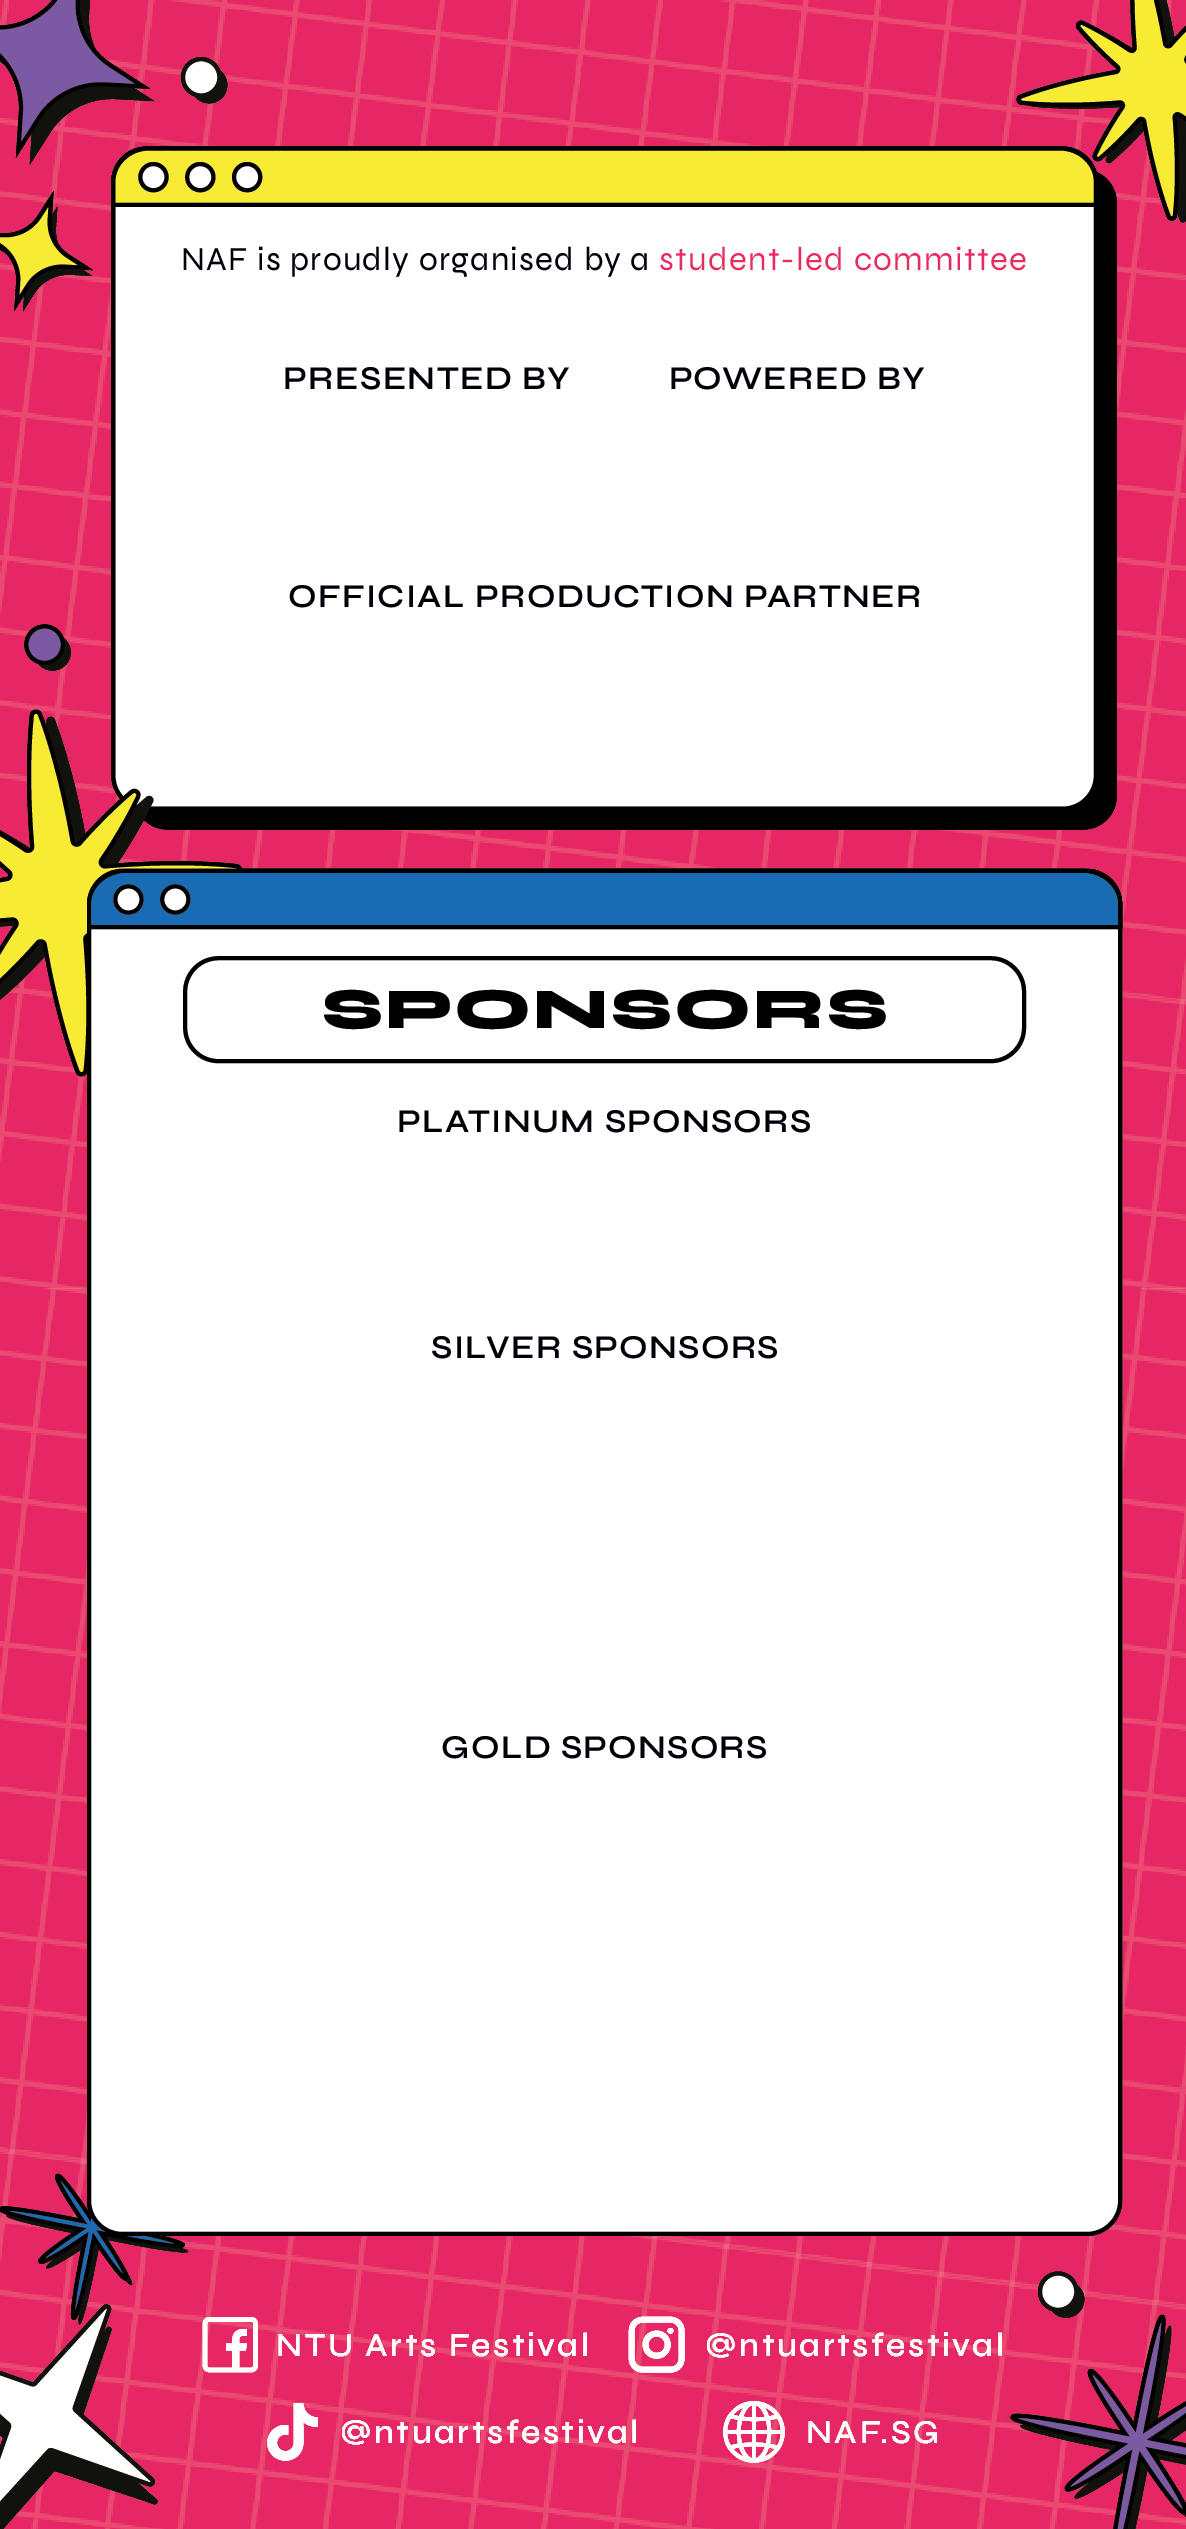 NAF is proudly organised by a student-led committee
PRESENTED BY
POWERED BY
OFFICIAL PRODUCTION PARTNER
SPONSORS
PLATINUM SPONSORS
SILVER SPONSORS
GOLD SPONSORS
NTU Arts Festival
@ntuartsfestival
@ntuartsfestival
NAF.SG